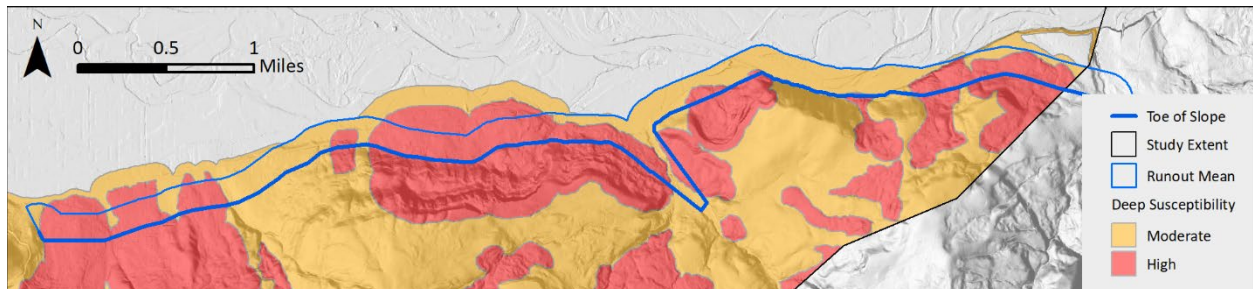 N
0 0.5 1
Miles
Toe of Slope
Study Extent
Runout Mean
Deep Susceptibility
Moderate
High